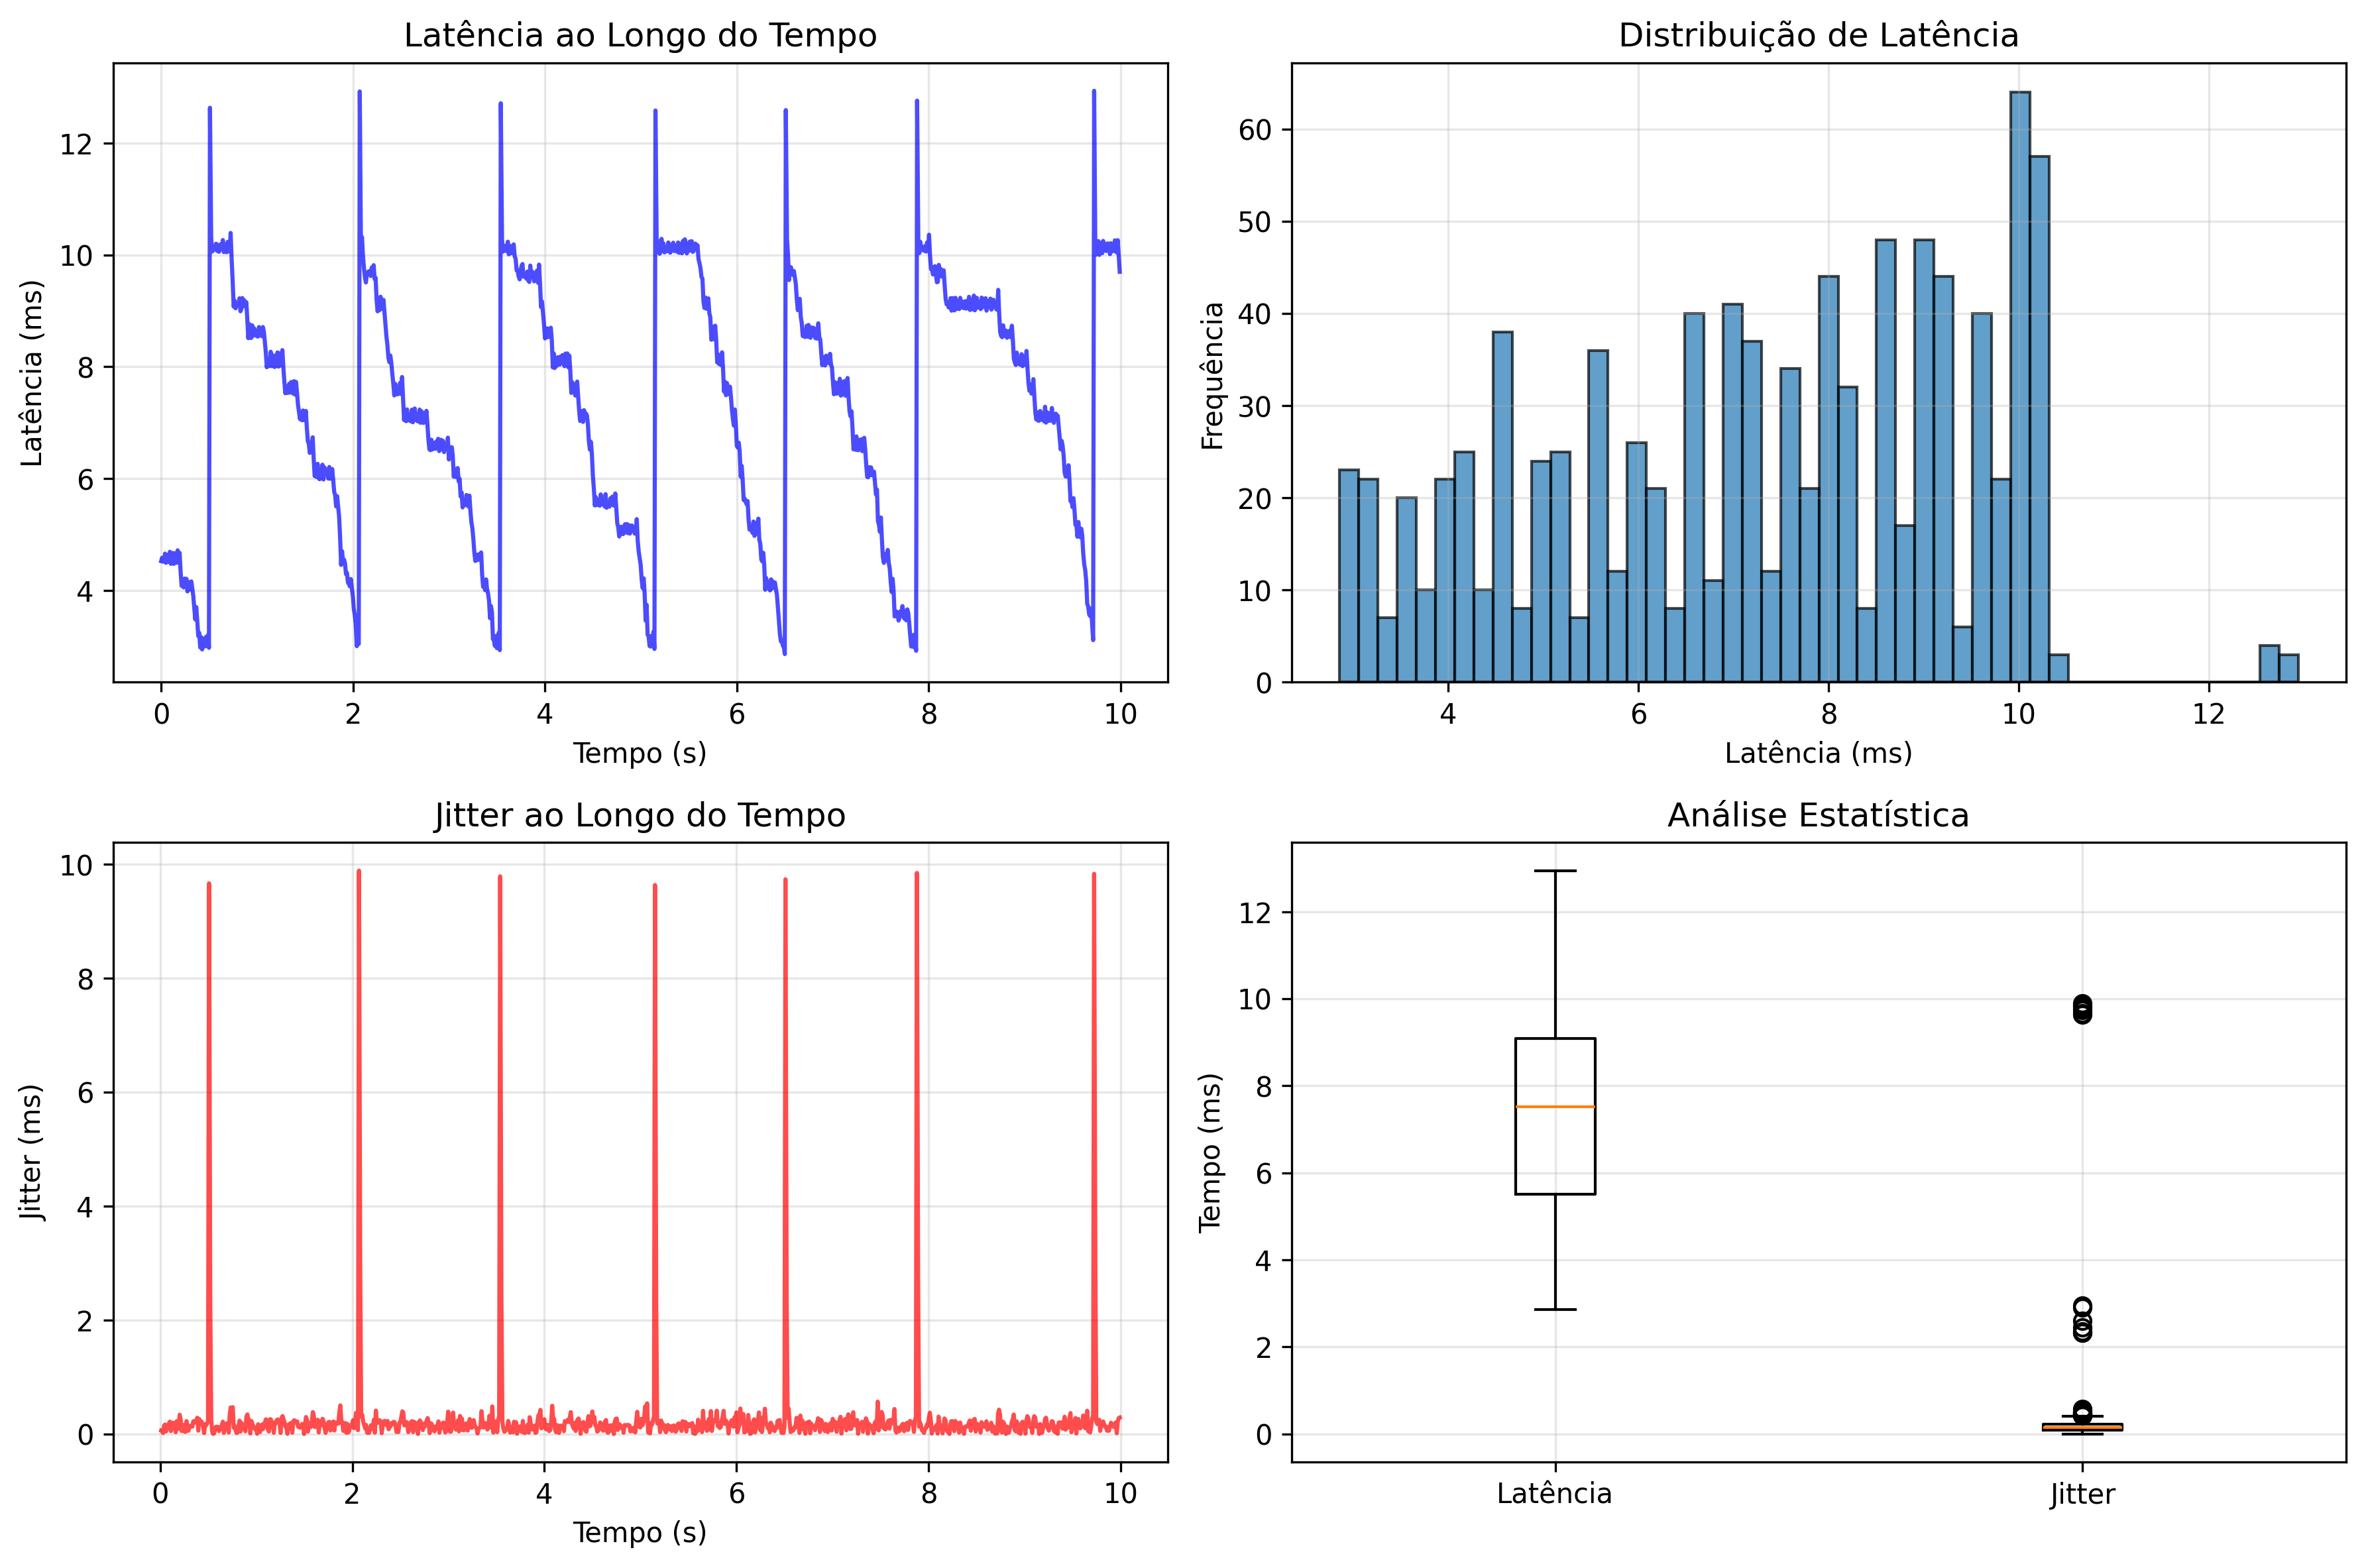 Latência ao Longo do Tempo
Latência (ms)
12
10
8
6
4
0 2 4 6 8 10
Tempo (s)
Distribuição de Latência
Frequência
60
50
40
30
20
10
0
4 6 8 10 12
Latência (ms)
Jitter ao Longo do Tempo
Jitter (ms)
10
8
6
4
2
0
0 2 4 6 8 10
Tempo (s)
Análise Estatística
Tempo (ms)
12
10
8
6
4
2
0
Latência Jitter